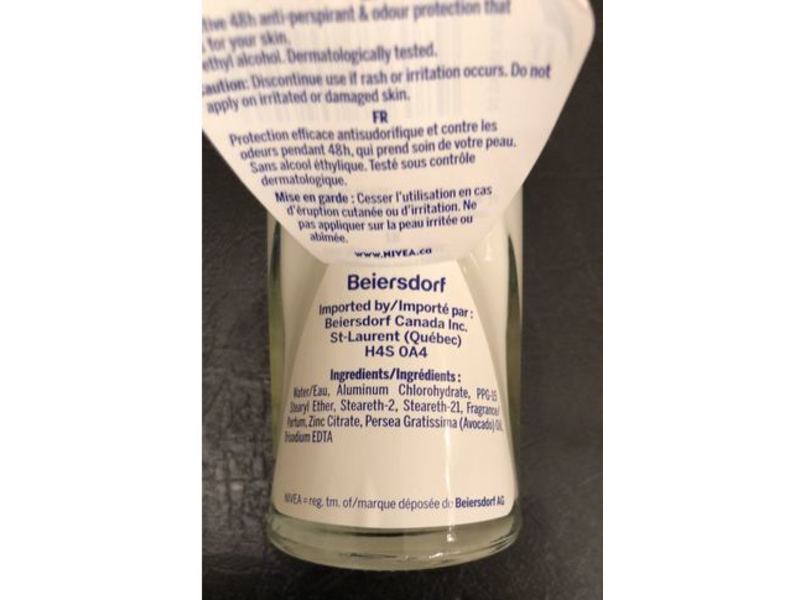 tive 48h anti-perspirant & odour protection that
for your skin.
ethyl alcohol. Dermatologically tested.
aution: Discontinue use if rash or irritation occurs. Do not
apply on irritated or damaged skin.
FR
Protection efficace antisudorifique et contre les
odeurs pendant 48h, qui prend soin de votre peau.
Sans alcool éthylique. Testé sous contrôle
dermatologique.
Mise en garde : Cesser l'utilisation en cas
d'éruption cutanée ou d'irritation. Ne
pas appliquer sur la peau irritée ou
abîmée.
www.NIVEA.ca
Beiersdorf
Imported by/Importé par :
Beiersdorf Canada Inc.
St-Laurent (Québec)
H4S 0A4
Ingredients/Ingrédients :
Water/Eau, Aluminum Chlorohydrate, PPG-15
Stearyl Ether, Steareth-2, Steareth-21, Fragrance/
Parfum, Zinc Citrate, Persea Gratissima (Avocado) Oil,
Trisodium EDTA
NIVEA = reg. tm. of/marque déposée de Beiersdorf AG